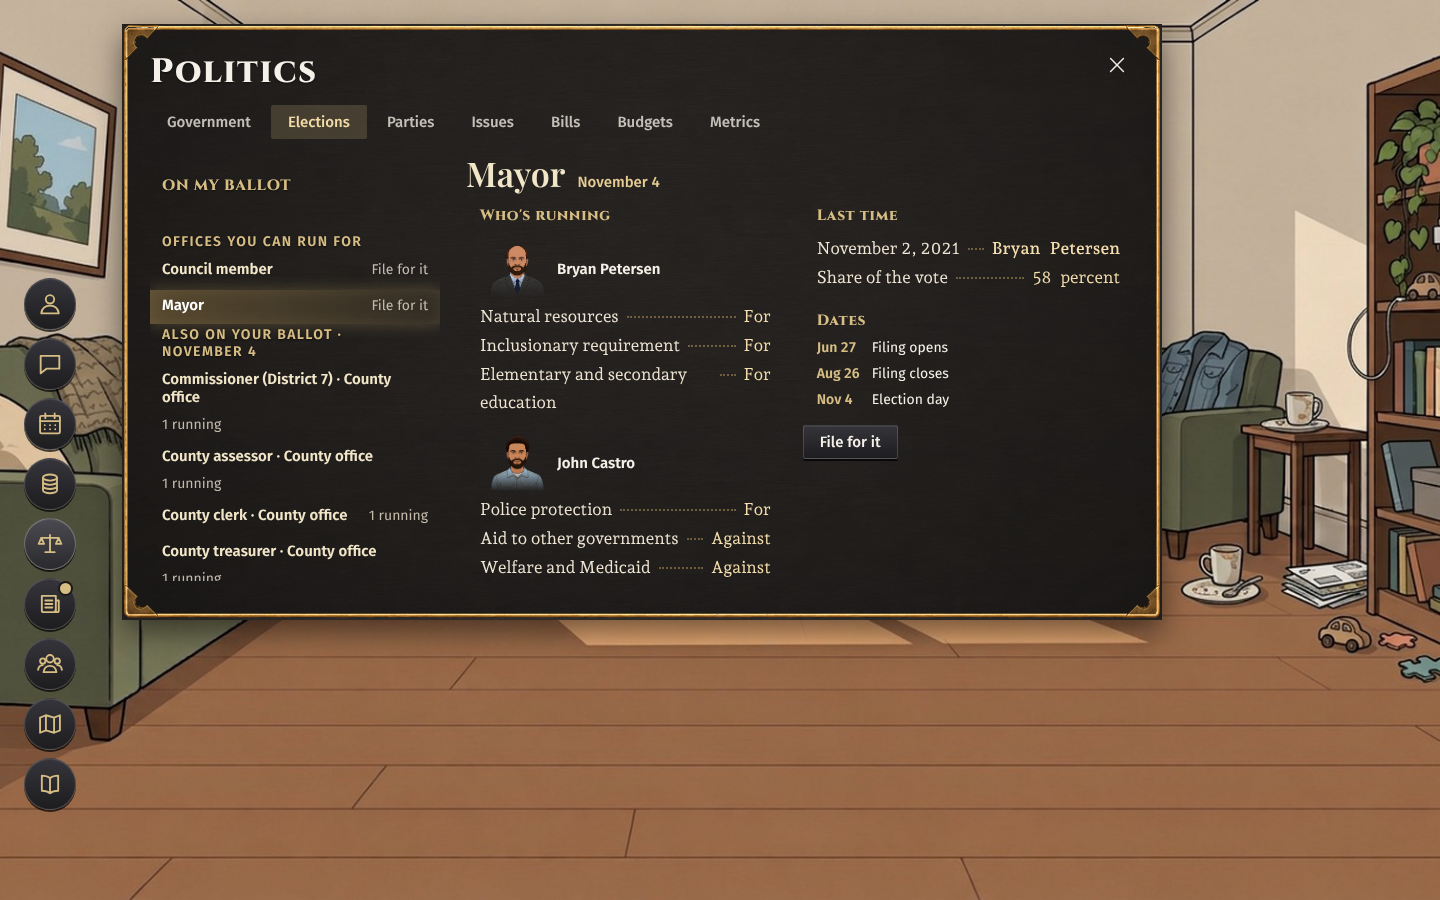 Politics
Government Elections Parties Issues Bills Budgets Metrics
On my ballot
OFFICES YOU CAN RUN FOR
Council member File for it
Mayor File for it
ALSO ON YOUR BALLOT ·
NOVEMBER 4
Commissioner (District 7) · County
office
1 running
County assessor · County office
1 running
County clerk · County office 1 running
County treasurer · County office
1 running
Mayor November 4
Who's running
Bryan Petersen
Natural resources For
Inclusionary requirement For
Elementary and secondary For
education
John Castro
Police protection For
Aid to other governments Against
Welfare and Medicaid Against
Last time
November 2, 2021 Bryan Petersen
Share of the vote 58 percent
Dates
Jun 27 Filing opens
Aug 26 Filing closes
Nov 4 Election day
File for it